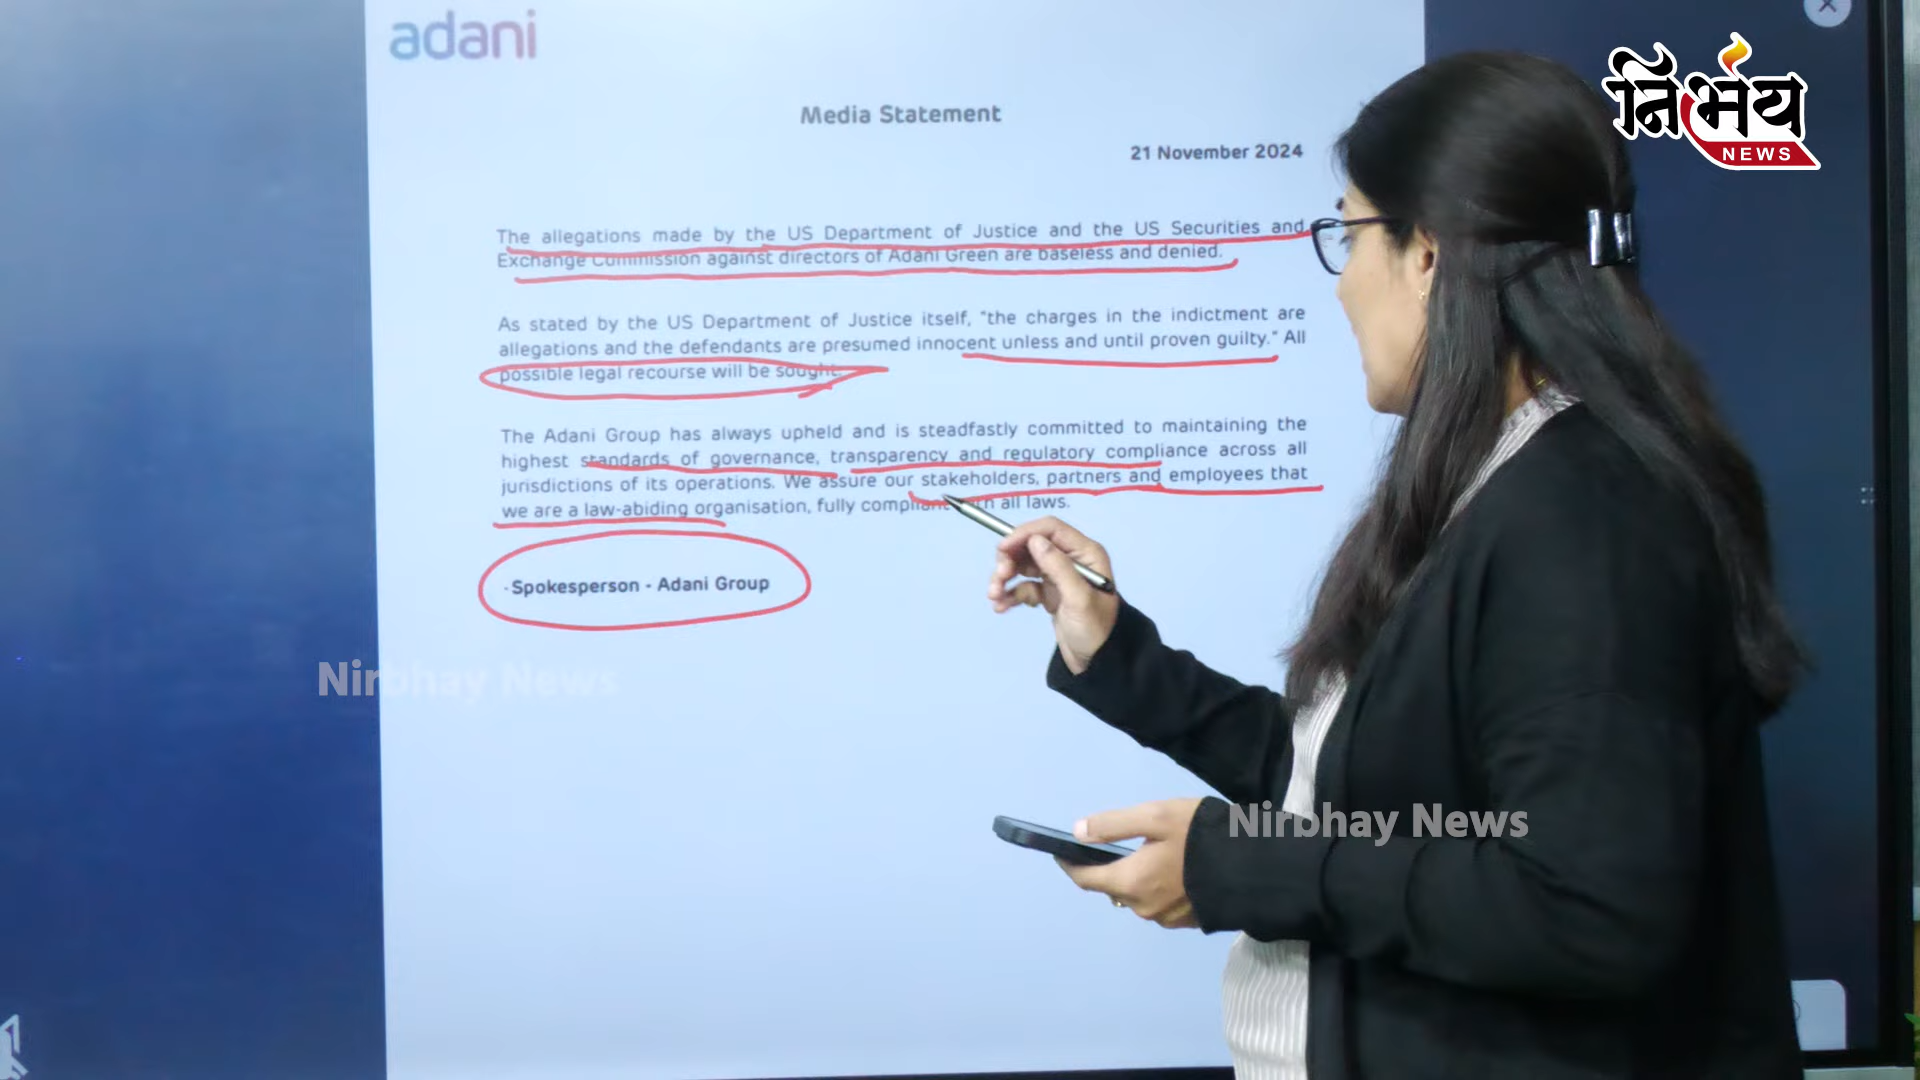 adani
निर्भय
NEWS
Media Statement
21 November 2024
The allegations made by the US Department of Justice and the US Securities and
Exchange Commission against directors of Adani Green are baseless and denied.
As stated by the US Department of Justice itself, "the charges in the indictment are
allegations and the defendants are presumed innocent unless and until proven guilty." All
possible legal recourse will be sought.
The Adani Group has always upheld and is steadfastly committed to maintaining the
highest standards of governance, transparency and regulatory compliance across all
jurisdictions of its operations. We assure our stakeholders, partners and employees that
we are a law-abiding organisation, fully compliant with all laws.
- Spokesperson - Adani Group
Nirbhay News
Nirbhay News